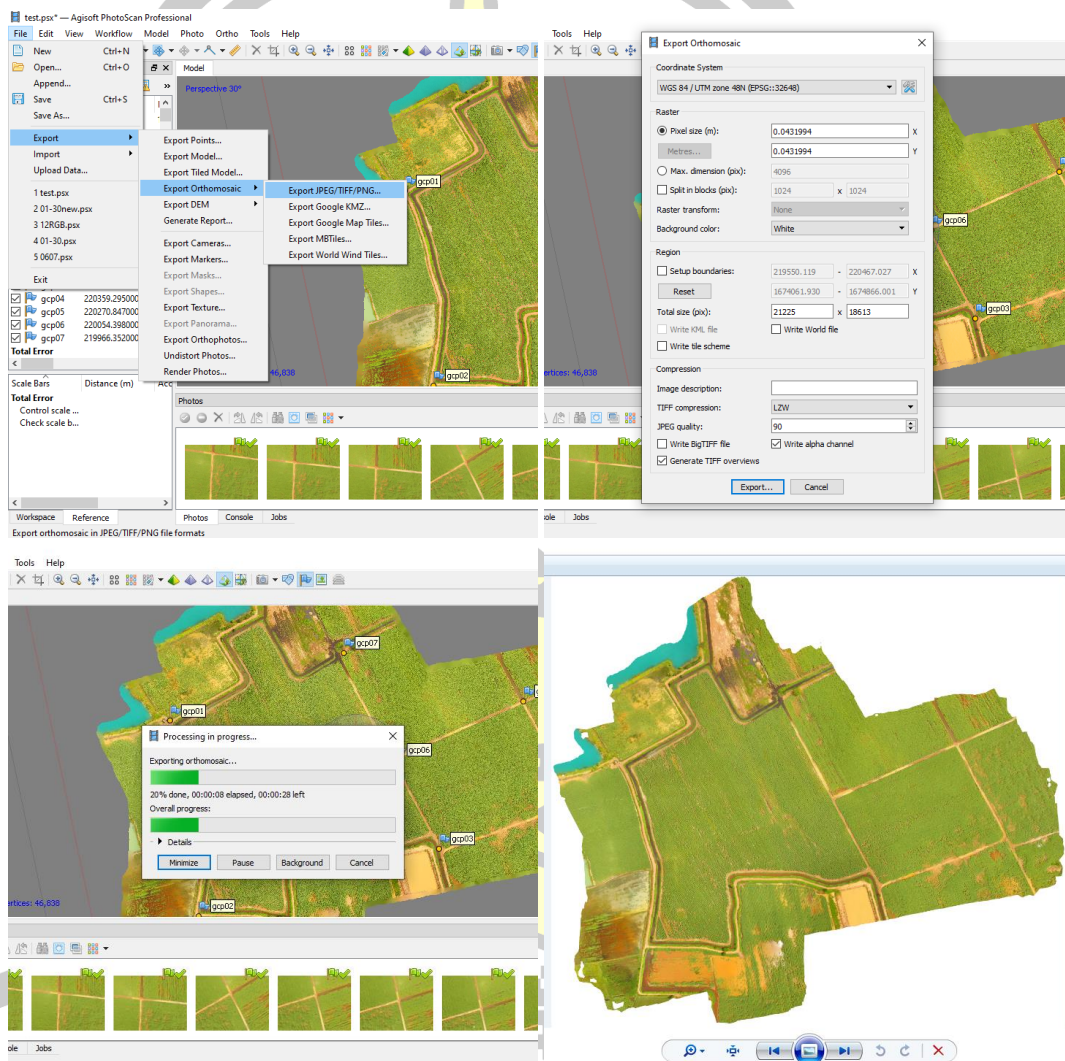 test.psx* — Agisoft PhotoScan Professional
File Edit View Workflow Model Photo Ortho Tools Help
New Ctrl+N
Open... Ctrl+O
Append...
Save Ctrl+S
Save As...
Export
Import
Upload Data...
1 test.psx
2 01-30new.psx
3 12RGB.psx
4 01-30.psx
5 0607.psx
Exit
Export Points...
Export Model...
Export Tiled Model...
Export Orthomosaic
Export DEM
Generate Report...
Export Cameras...
Export Markers...
Export Masks...
Export Shapes...
Export Texture...
Export Panorama...
Export Orthophotos...
Undistort Photos...
Render Photos...
Export JPEG/TIFF/PNG...
Export Google KMZ...
Export Google Map Tiles...
Export MBTiles...
Export World Wind Tiles...
Model
Perspective 30°
gcp01
gcp02
46,838
gcp04 220359.295000
gcp05 220270.847000
gcp06 220054.398000
gcp07 219966.352000
Total Error
Scale Bars Distance (m) Acc
Total Error
Control scale ...
Check scale b...
Photos
Workspace Reference
Photos Console Jobs
Export orthomosaic in JPEG/TIFF/PNG file formats
Tools Help
gcp06
gcp03
ertices: 46,838
ole Jobs
Export Orthomosaic
Coordinate System
WGS 84 / UTM zone 48N (EPSG::32648)
Raster
Pixel size (m): 0.0431994 X
Metres... 0.0431994 Y
Max. dimension (pix): 4096
Split in blocks (pix): 1024 x 1024
Raster transform: None
Background color: White
Region
Setup boundaries: 219550.119 - 220467.027 X
Reset 1674061.930 - 1674866.001 Y
Total size (pix): 21225 x 18613
Write KML file Write World file
Write tile scheme
Compression
Image description:
TIFF compression: LZW
JPEG quality: 90
Write BigTIFF file Write alpha channel
Generate TIFF overviews
Export... Cancel
Tools Help
gcp07
gcp01
gcp06
gcp03
gcp02
ertices: 46,838
Processing in progress...
Exporting orthomosaic...
20% done, 00:00:08 elapsed, 00:00:28 left
Overall progress:
Details
Minimize Pause Background Cancel
ole Jobs